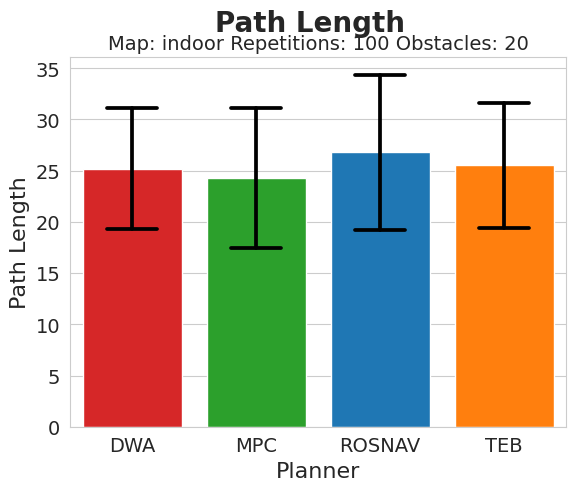 Path Length
Map: indoor Repetitions: 100 Obstacles: 20
35
30
25
20
15
10
5
0
Path Length
DWA MPC ROSNAV TEB
Planner